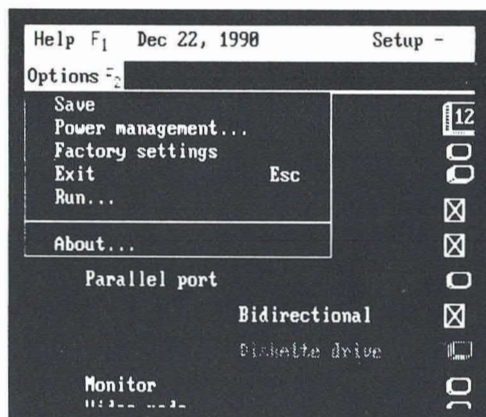 Help F1 Dec 22, 1990 Setup -
Options F2
Save
Power management...
Factory settings
Exit Esc
Run...
About...
12
Parallel port
Bidirectional
Diskette drive
Monitor